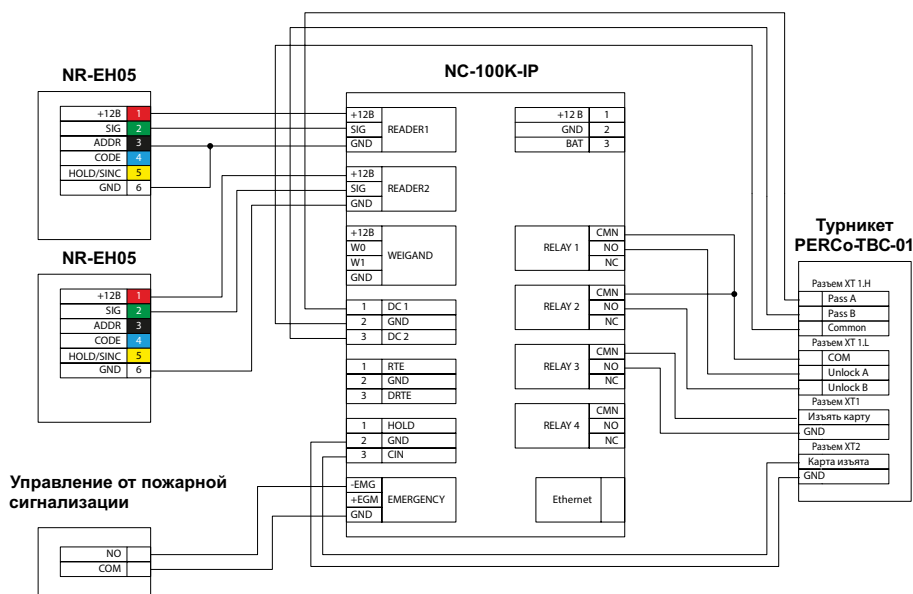 NC-100K-IP
NR-EH05
+12В 1
SIG 2
ADDR 3
CODE 4
HOLD/SINC 5
GND 6
NR-EH05
+12В 1
SIG 2
ADDR 3
CODE 4
HOLD/SINC 5
GND 6
Управление от пожарной
сигнализации
NO
COM
+12В
SIG READER1
GND
+12В
SIG READER2
GND
+12В
W0
W1 WEIGAND
GND
1 DC 1
2 GND
3 DC 2
1 RTE
2 GND
3 DRTE
1 HOLD
2 GND
3 CIN
-EMG
+EGM EMERGENCY
GND
+12 В 1
GND 2
BAT 3
CMN
RELAY 1 NO
NC
CMN
RELAY 2 NO
NC
CMN
RELAY 3 NO
NC
CMN
RELAY 4 NO
NC
Ethernet
Турникет
PERCo-TBC-01
Разъем XT 1.H
Pass A
Pass B
Common
Разъем XT 1.L
COM
Unlock A
Unlock B
Разъем XT1
Изъять карту
GND
Разъем XT2
Карта изъята
GND